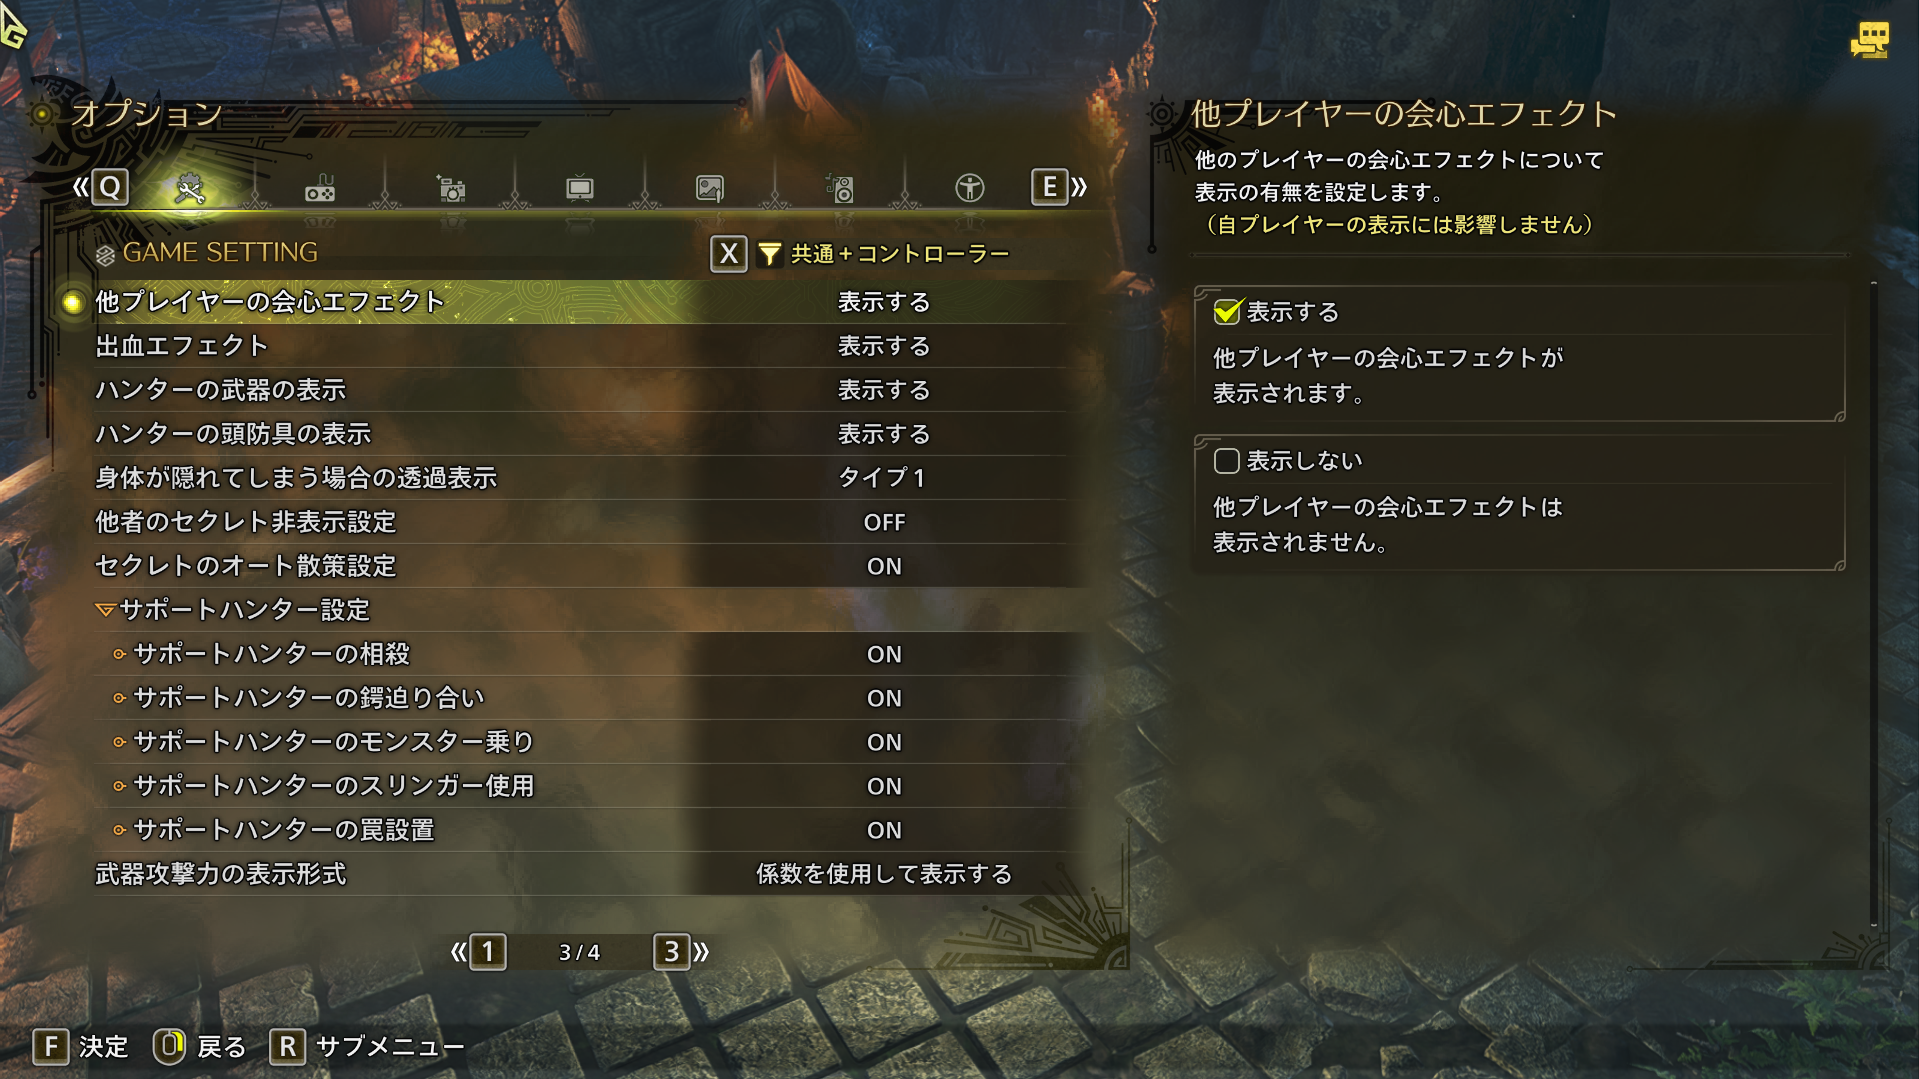 オプション
Q
E
GAME SETTING
X 共通+コントローラー
他プレイヤーの会心エフェクト 表示する
出血エフェクト 表示する
ハンターの武器の表示 表示する
ハンターの頭防具の表示 表示する
身体が隠れてしまう場合の透過表示 タイプ1
他者のセクレト非表示設定 OFF
セクレトのオート散策設定 ON
サポートハンター設定
サポートハンターの相殺 ON
サポートハンターの鍔迫り合い ON
サポートハンターのモンスター乗り ON
サポートハンターのスリンガー使用 ON
サポートハンターの罠設置 ON
武器攻撃力の表示形式 係数を使用して表示する
1 3/4 3
他プレイヤーの会心エフェクト
他のプレイヤーの会心エフェクトについて
表示の有無を設定します。
（自プレイヤーの表示には影響しません）
表示する
他プレイヤーの会心エフェクトが
表示されます。
表示しない
他プレイヤーの会心エフェクトは
表示されません。
F 決定 戻る R サブメニュー